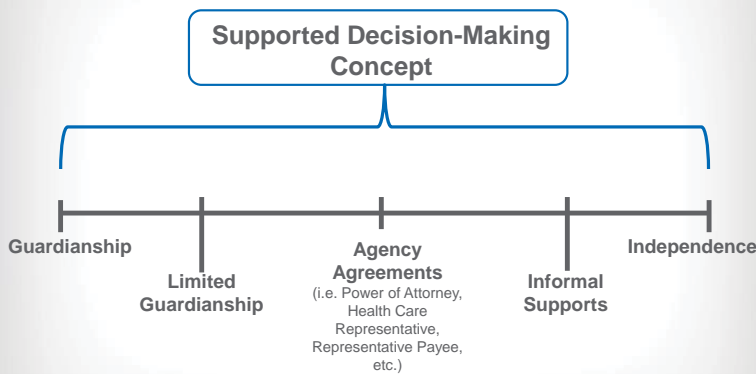 Supported Decision-Making
Concept
Guardianship
Limited
Guardianship
Agency
Agreements
(i.e. Power of Attorney,
Health Care
Representative,
Representative Payee,
etc.)
Informal
Supports
Independence